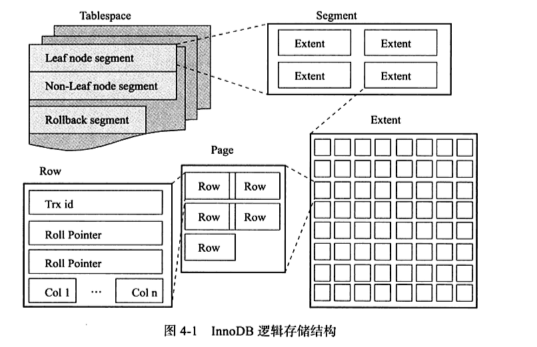 Tablespace
Leaf node segment
Non-Leaf node segment
Rollback segment
Segment
Extent Extent
Extent Extent
Extent
Page
Row Row
Row Row
Row
Row
Trx id
Roll Pointer
Roll Pointer
Col 1 … Col n
图 4-1 InnoDB 逻辑存储结构